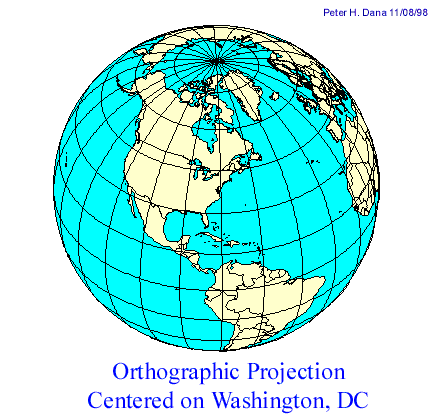 Peter H. Dana 11/08/98
Orthographic Projection
Centered on Washington, DC